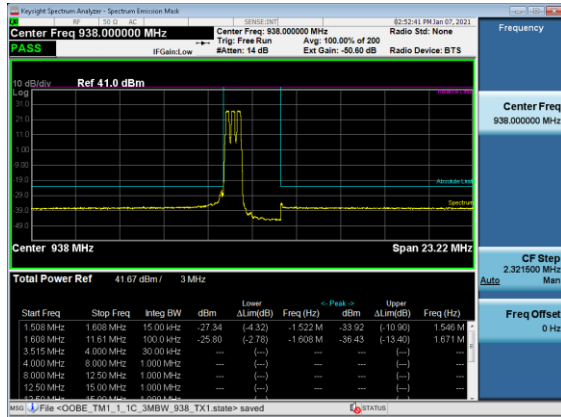 Keysight Spectrum Analyzer - Spectrum Emission Mask
RF 50 Ω AC SENSE:INT 02:52:41 PM Jan 07, 2021
Center Freq 938.000000 MHz Center Freq: 938.000000 MHz Radio Std: None Frequency
Trig: Free Run Avg: 100.00% of 200
PASS IFGain:Low #Atten: 14 dB Ext Gain: -50.60 dB Radio Device: BTS
10 dB/div Ref 41.0 dBm
Log
31.0
21.0
11.0
1.00
-9.00
-19.0
-29.0
-39.0
-49.0
Relative Limit
Absolute Limit
Spectrum
Center 938 MHz Span 23.22 MHz
Center Freq
938.000000 MHz
CF Step
2.321500 MHz
Auto Man
Freq Offset
0 Hz
Total Power Ref 41.67 dBm / 3 MHz
Lower <- Peak -> Upper
Start Freq Stop Freq Integ BW dBm ΔLim(dB) Freq (Hz) dBm ΔLim(dB) Freq (Hz)
1.508 MHz 1.608 MHz 15.00 kHz -27.34 (-4.32) -1.522 M -33.92 (-10.90) 1.546 M
1.608 MHz 11.61 MHz 100.0 kHz -25.80 (-2.78) -1.608 M -36.43 (-13.40) 1.671 M
3.515 MHz 4.000 MHz 30.00 kHz --- (---) --- --- (---) ---
4.000 MHz 8.000 MHz 1.000 MHz --- (---) --- --- (---) ---
8.000 MHz 12.50 MHz 1.000 MHz --- (---) --- --- (---) ---
12.50 MHz 15.00 MHz 1.000 MHz --- (---) --- --- (---) ---
MSG File <OOBE_TM1_1_1C_3MBW_938_TX1.state> saved STATUS